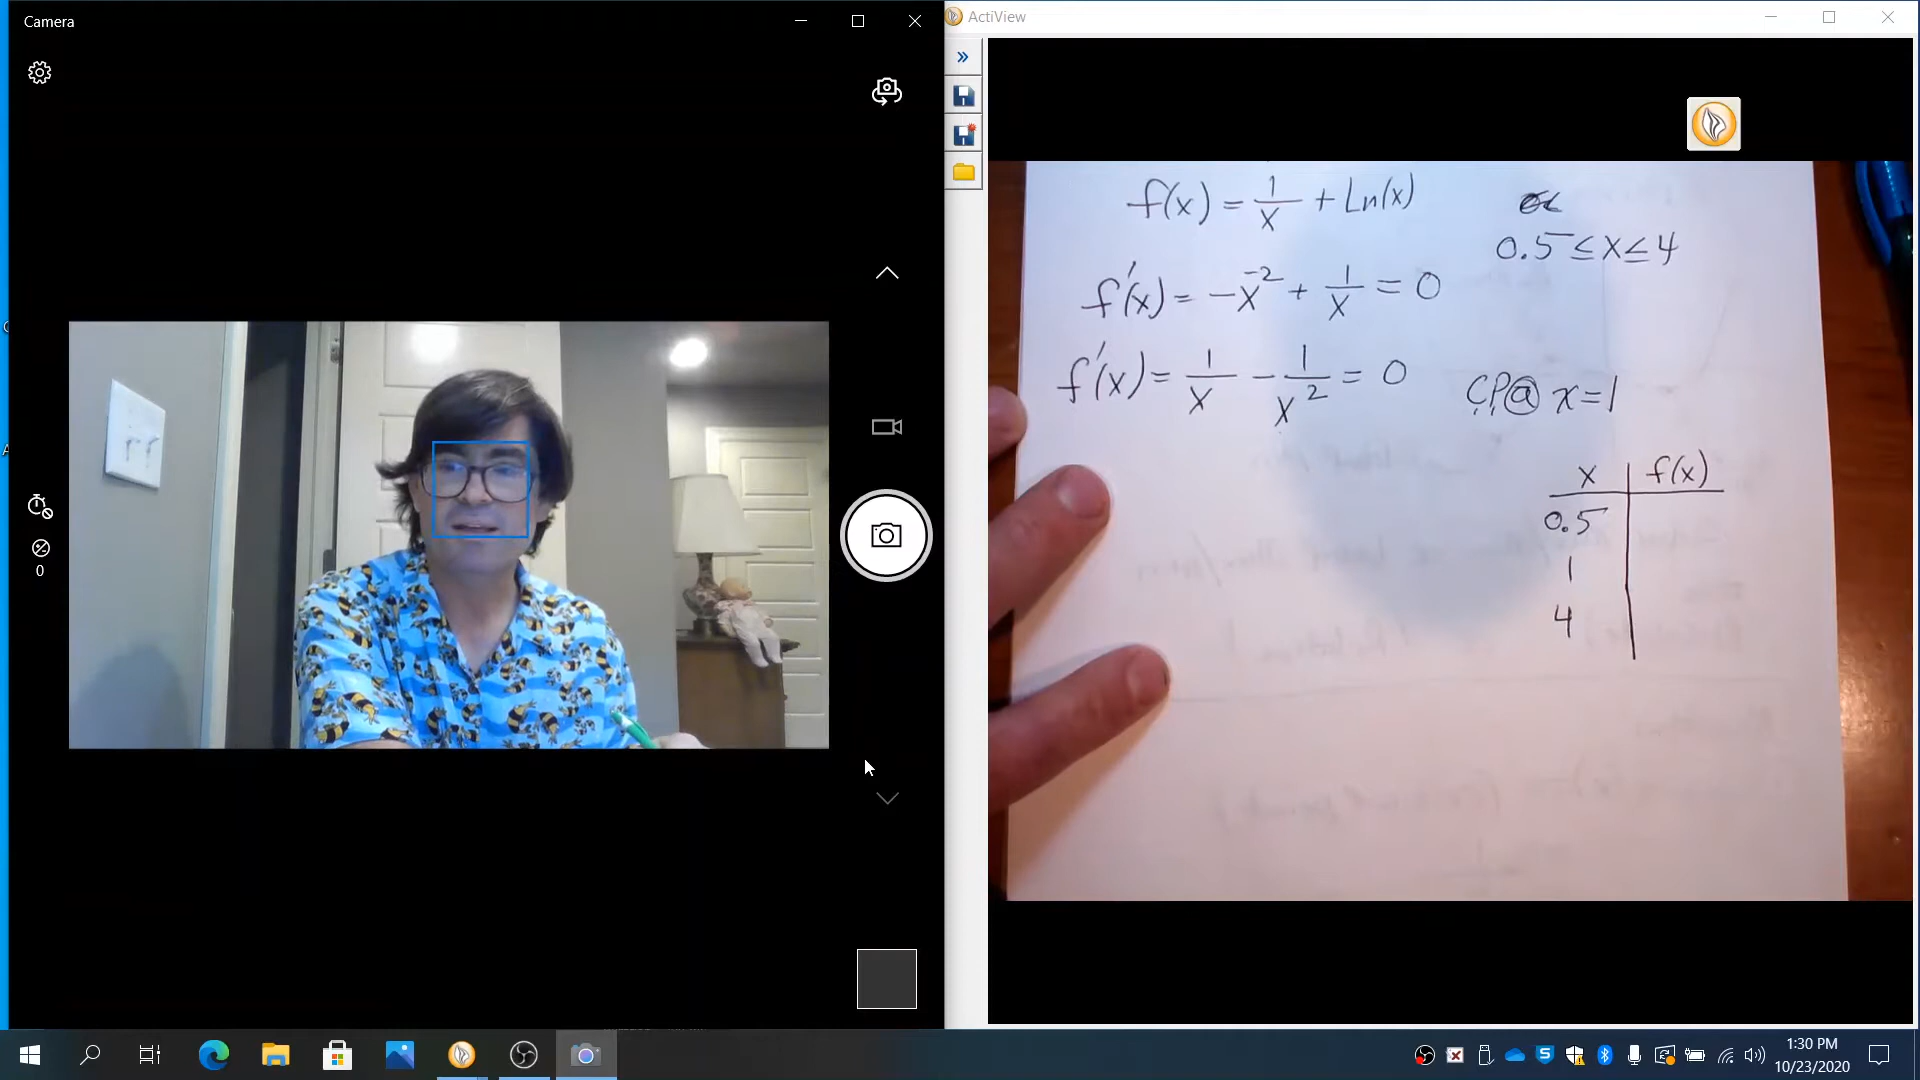 Camera
0
ActiView
f(x) = 1/x + Ln(x)
0.5 ≤ x ≤ 4
f'(x) = -x^-2 + 1/x = 0
f'(x) = 1/x - 1/x^2 = 0
C.P. @ x = 1
x | f(x)
0.5
1
4
1:30 PM
10/23/2020